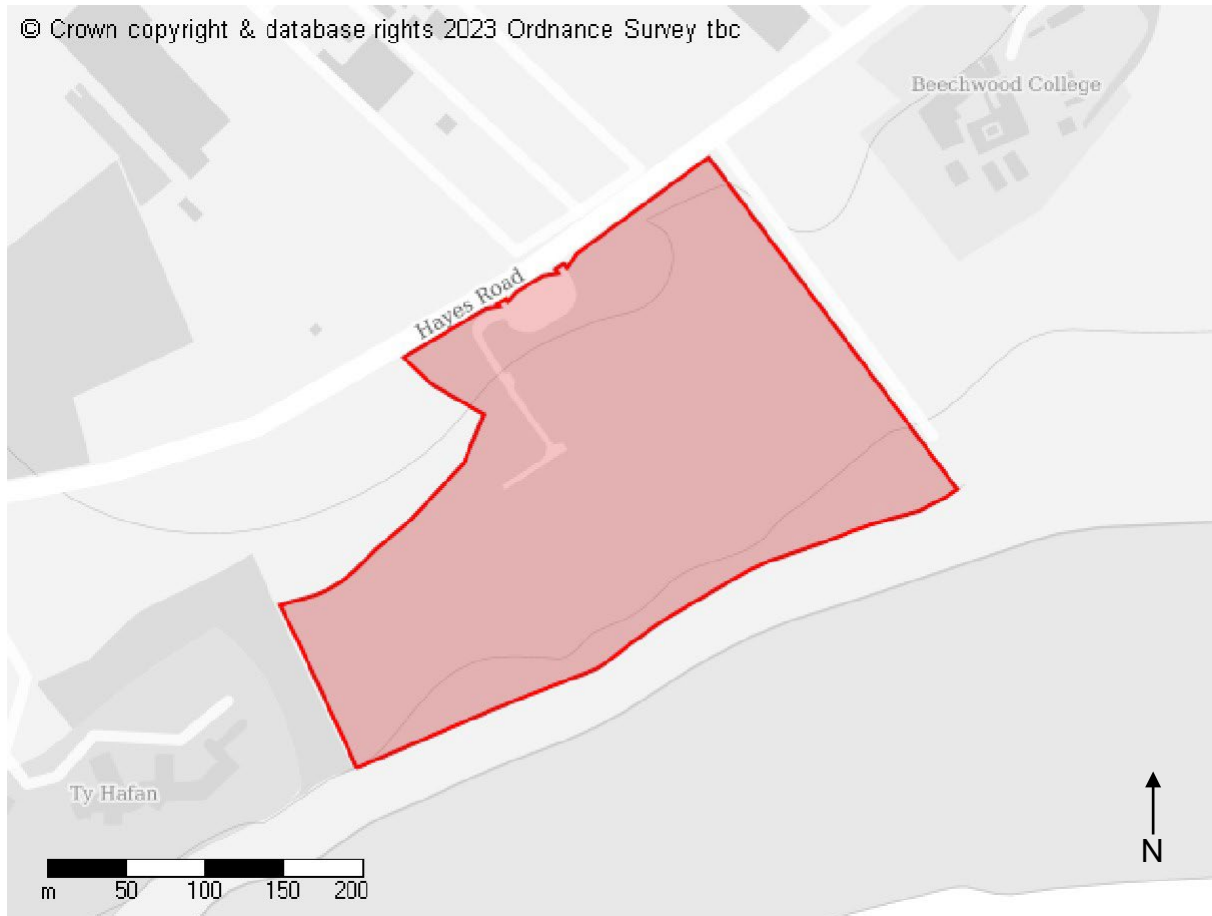 © Crown copyright & database rights 2023 Ordnance Survey tbc
Beechwood College
Hayes Road
Ty Hafan
m 50 100 150 200
N